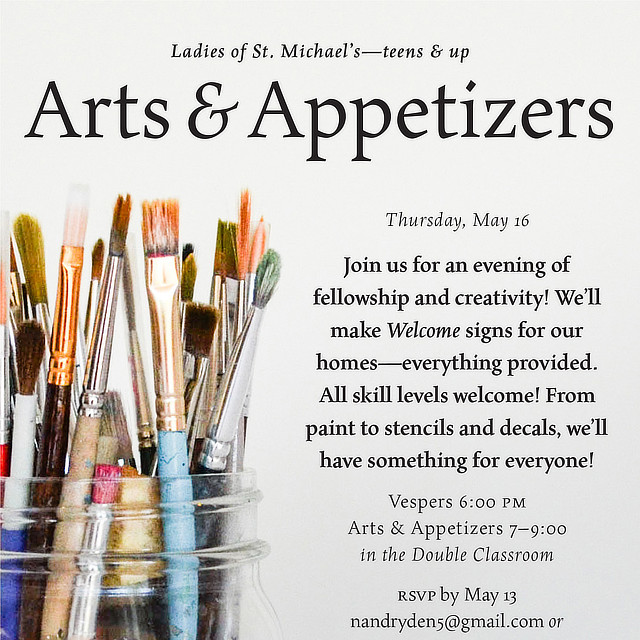 Ladies of St. Michael's—teens & up
Arts & Appetizers
Thursday, May 16
Join us for an evening of
fellowship and creativity! We'll
make Welcome signs for our
homes—everything provided.
All skill levels welcome! From
paint to stencils and decals, we'll
have something for everyone!
Vespers 6:00 PM
Arts & Appetizers 7–9:00
in the Double Classroom
RSVP by May 13
nandryden5@gmail.com or